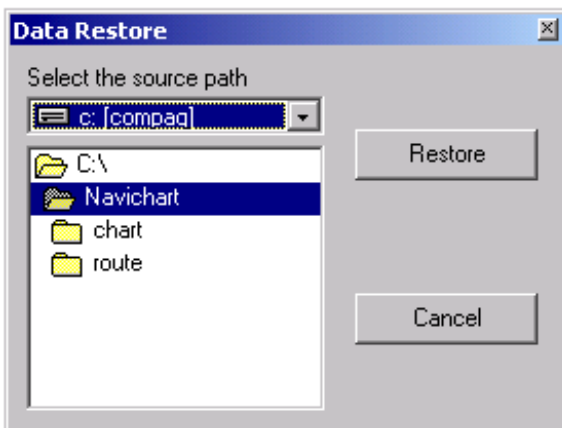 Data Restore
Select the source path
c: [compaq]
Restore
C:\
Navichart
chart
route
Cancel